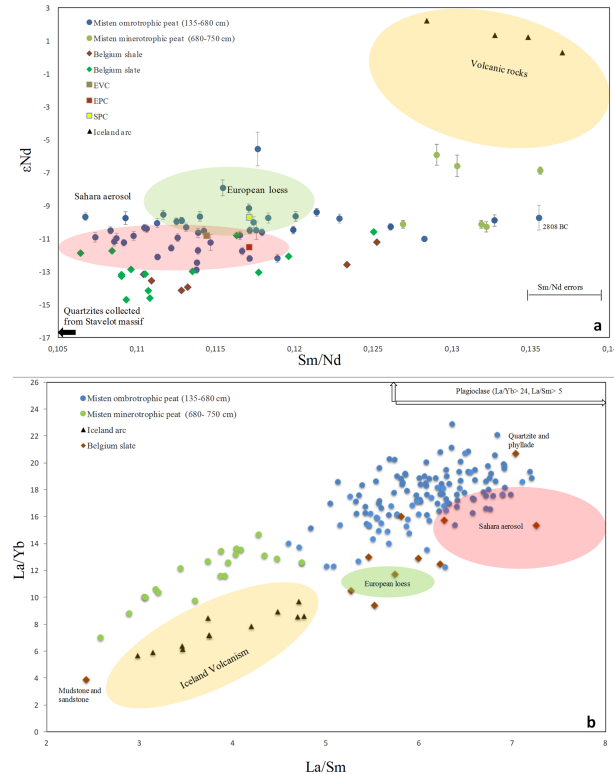 a
Misten omrotrophic peat (135-680 cm)
Misten minerotrophic peat (680-750 cm)
Belgium shale
Belgium slate
EVC
EPC
SPC
Iceland arc
Volcanic rocks
European loess
Sahara aerosol
2808 BC
Sm/Nd errors
Quartzites collected
from Stavelot massif
a
εNd
3
1
-1
-3
-5
-7
-9
-11
-13
-15
-17
0,105
0,11
0,115
0,12
0,125
0,13
0,135
0,14
Sm/Nd
Misten ombrotrophic peat (135-680 cm)
Misten minerotrophic peat (680- 750 cm)
Iceland arc
Belgium slate
Plagioclase (La/Yb> 24, La/Sm> 5
Quartzite and
phyllade
Sahara aerosol
European loess
Iceland Volcanism
Mudstone and
sandstone
b
La/Yb
26
24
22
20
18
16
14
12
10
8
6
4
2
0
2
3
4
5
6
7
8
La/Sm